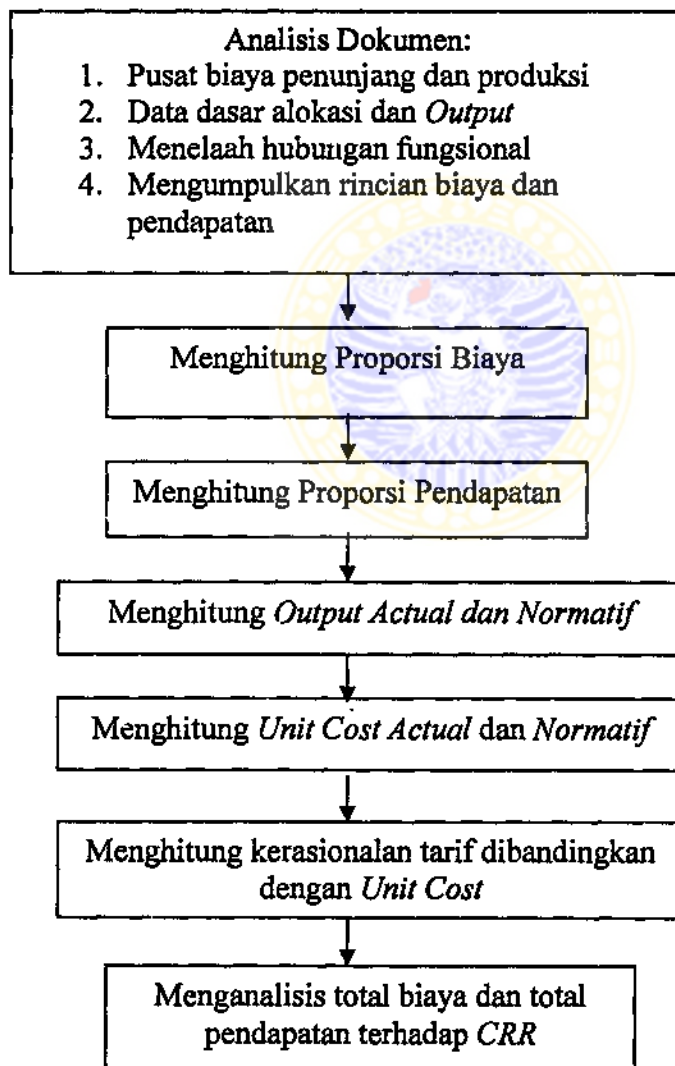 Analisis Dokumen:
1. Pusat biaya penunjang dan produksi
2. Data dasar alokasi dan Output
3. Menelaah hubungan fungsional
4. Mengumpulkan rincian biaya dan
pendapatan
Menghitung Proporsi Biaya
Menghitung Proporsi Pendapatan
Menghitung Output Actual dan Normatif
Menghitung Unit Cost Actual dan Normatif
Menghitung kerasionalan tarif dibandingkan
dengan Unit Cost
Menganalisis total biaya dan total
pendapatan terhadap CRR